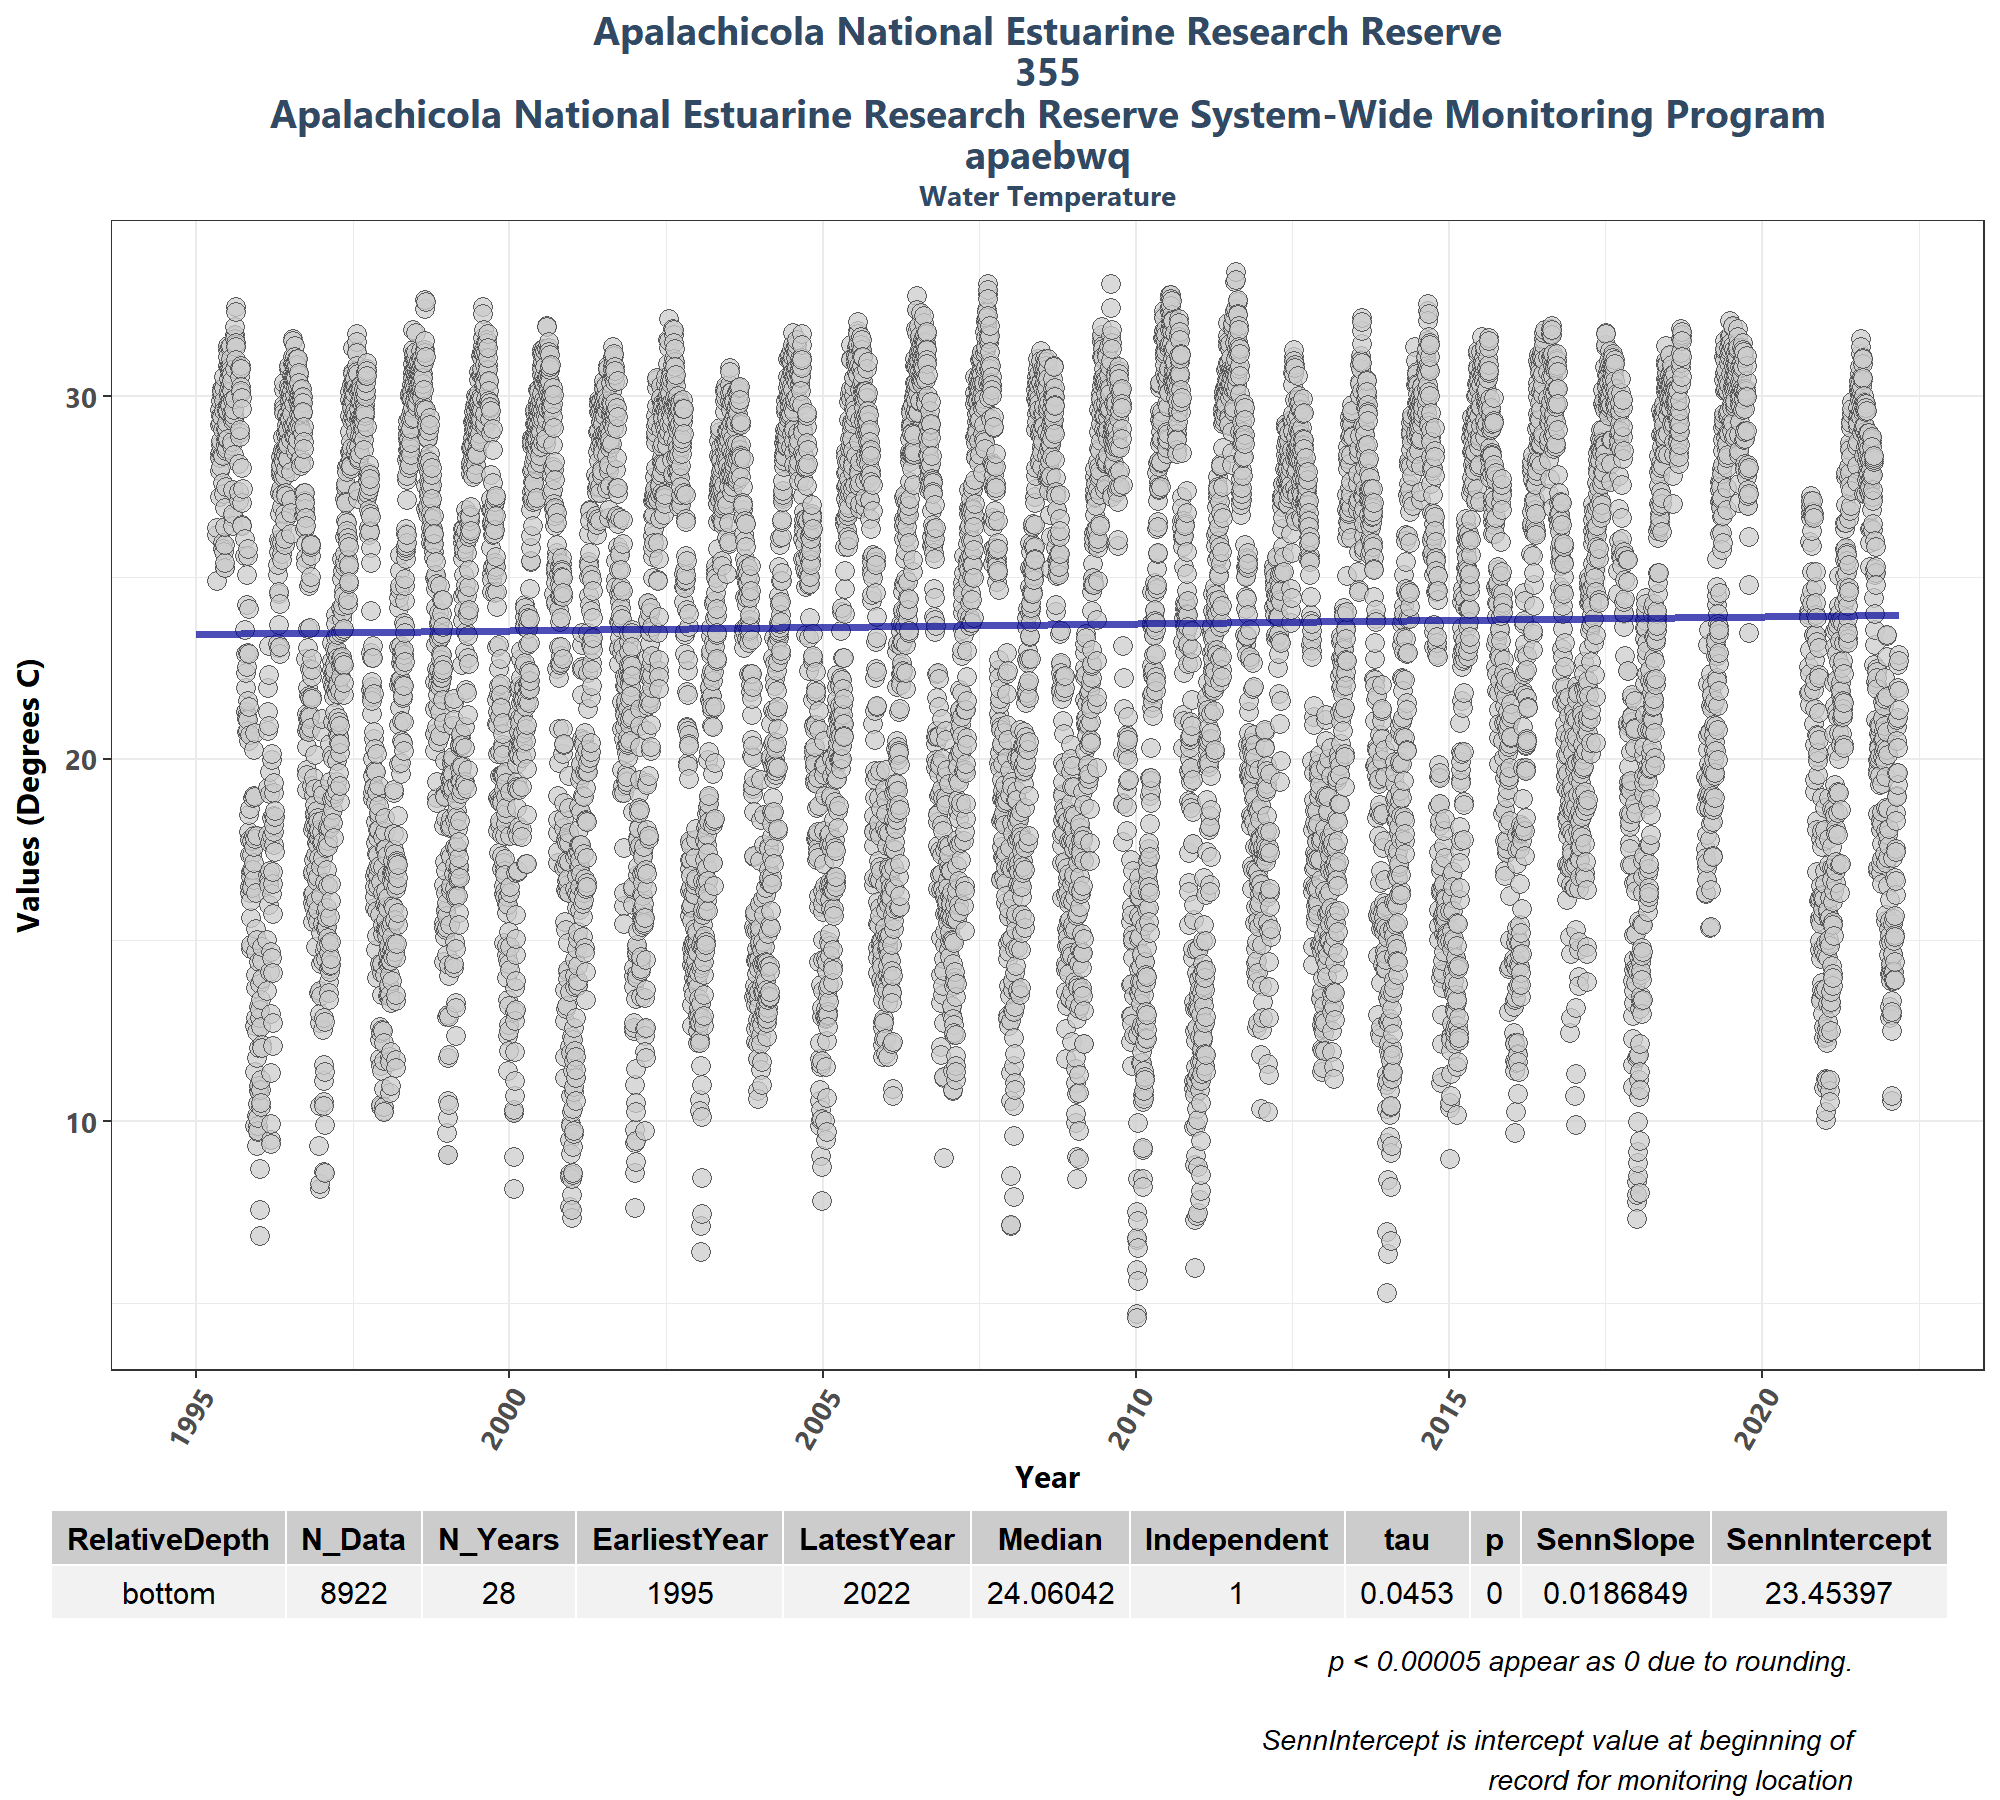 Apalachicola National Estuarine Research Reserve
355
Apalachicola National Estuarine Research Reserve System-Wide Monitoring Program
apaebwq
Water Temperature
Values (Degrees C)
30
20
10
1995
2000
2005
2010
2015
2020
Year
RelativeDepth N_Data N_Years EarliestYear LatestYear Median Independent tau p SennSlope SennIntercept
bottom 8922 28 1995 2022 24.06042 1 0.0453 0 0.0186849 23.45397
p < 0.00005 appear as 0 due to rounding.
SennIntercept is intercept value at beginning of
record for monitoring location